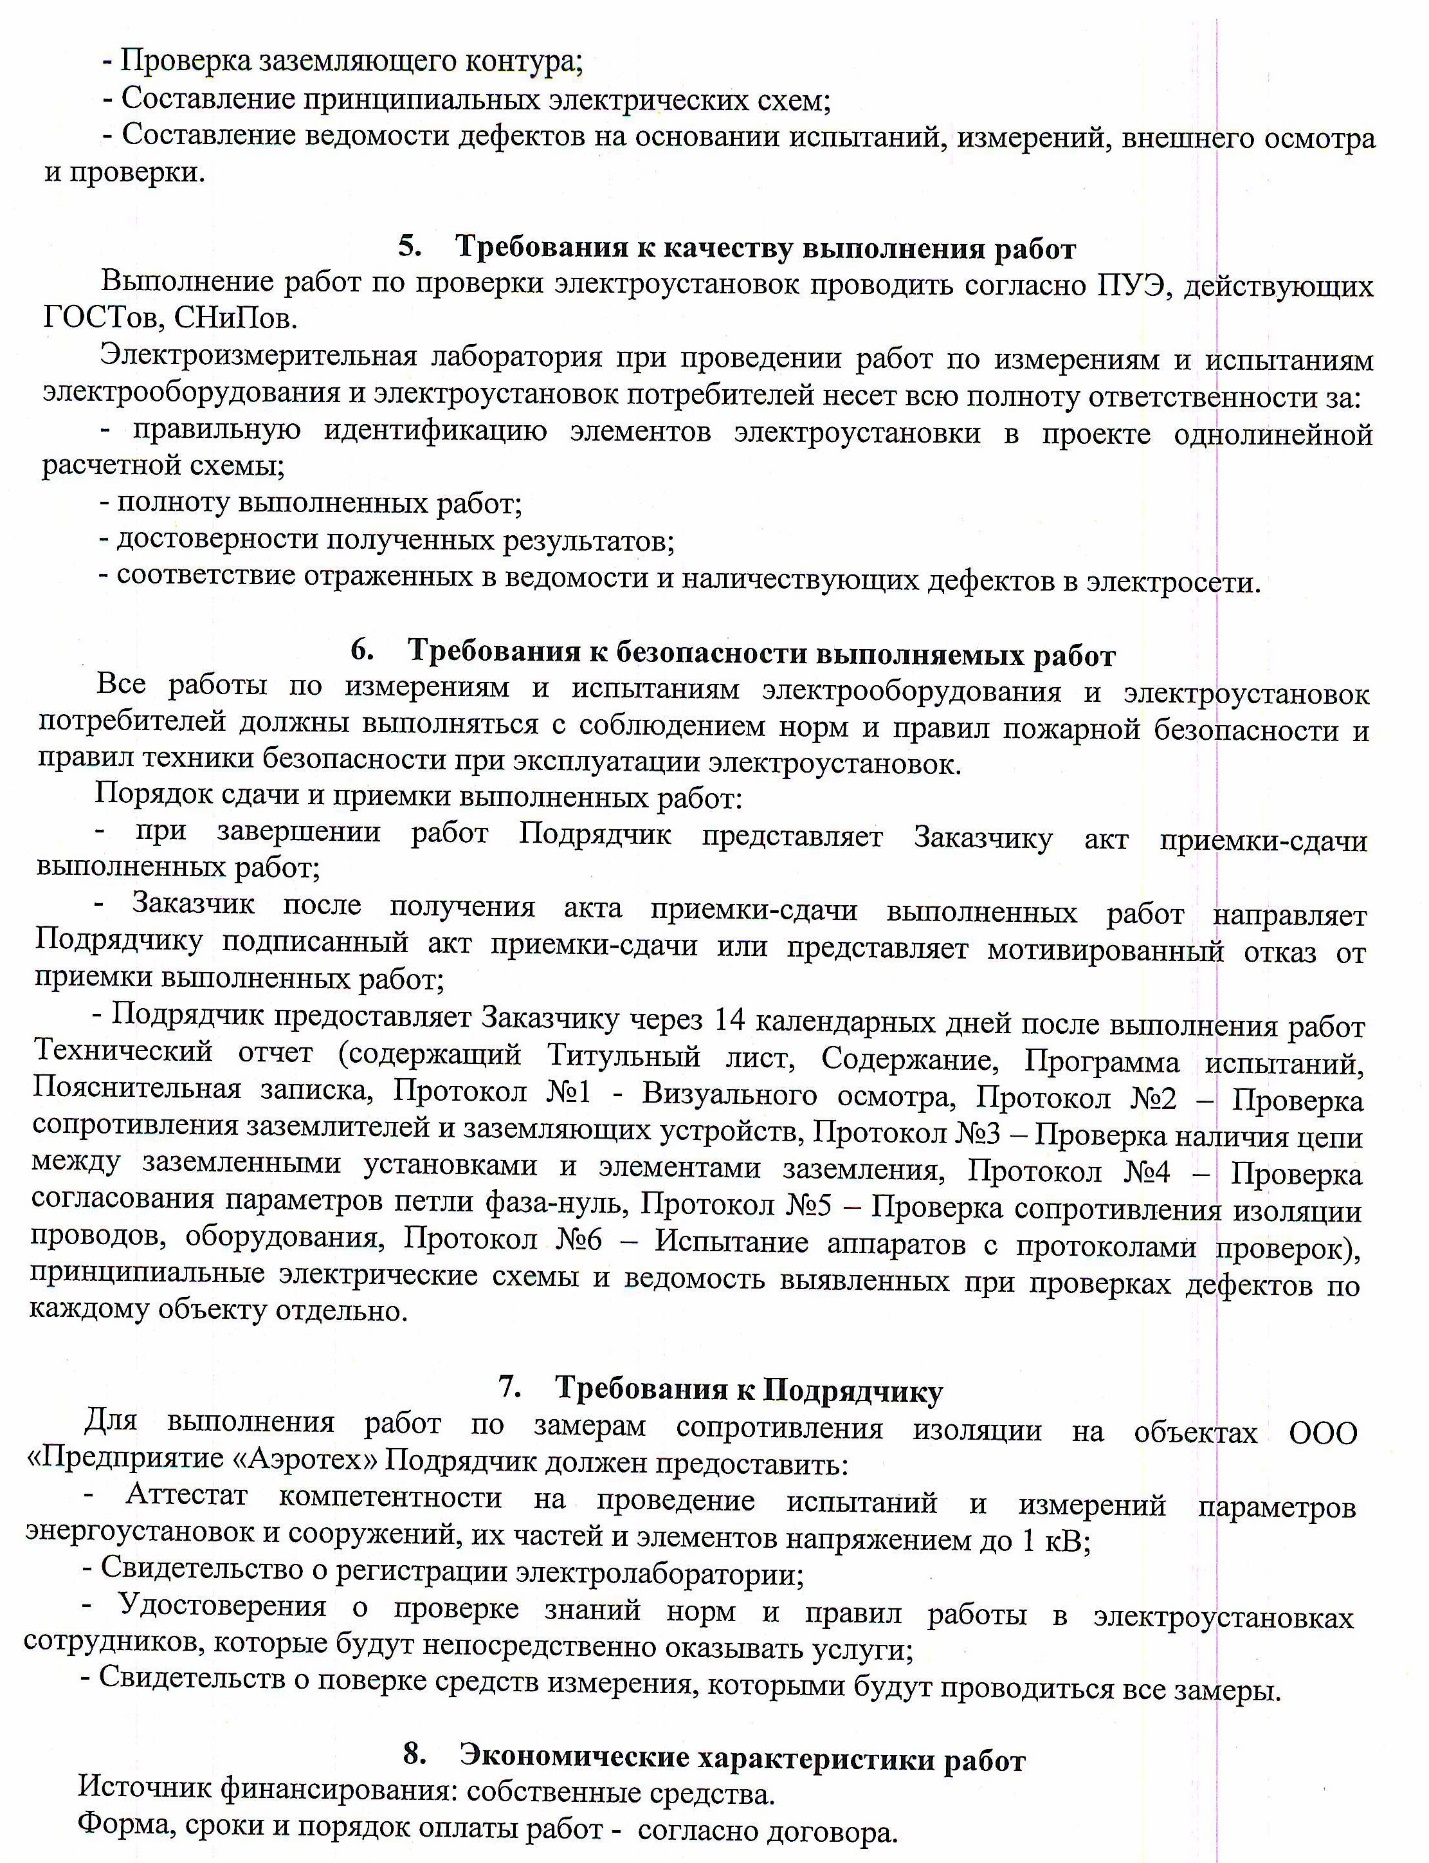 - Проверка заземляющего контура;
- Составление принципиальных электрических схем;
- Составление ведомости дефектов на основании испытаний, измерений, внешнего осмотра
и проверки.
5. Требования к качеству выполнения работ
Выполнение работ по проверки электроустановок проводить согласно ПУЭ, действующих
ГОСТов, СНиПов.
Электроизмерительная лаборатория при проведении работ по измерениям и испытаниям
электрооборудования и электроустановок потребителей несет всю полноту ответственности за:
- правильную идентификацию элементов электроустановки в проекте однолинейной
расчетной схемы;
- полноту выполненных работ;
- достоверности полученных результатов;
- соответствие отраженных в ведомости и наличествующих дефектов в электросети.
6. Требования к безопасности выполняемых работ
Все работы по измерениям и испытаниям электрооборудования и электроустановок
потребителей должны выполняться с соблюдением норм и правил пожарной безопасности и
правил техники безопасности при эксплуатации электроустановок.
Порядок сдачи и приемки выполненных работ:
- при завершении работ Подрядчик представляет Заказчику акт приемки-сдачи
выполненных работ;
- Заказчик после получения акта приемки-сдачи выполненных работ направляет
Подрядчику подписанный акт приемки-сдачи или представляет мотивированный отказ от
приемки выполненных работ;
- Подрядчик предоставляет Заказчику через 14 календарных дней после выполнения работ
Технический отчет (содержащий Титульный лист, Содержание, Программа испытаний,
Пояснительная записка, Протокол №1 - Визуального осмотра, Протокол №2 – Проверка
сопротивления заземлителей и заземляющих устройств, Протокол №3 – Проверка наличия цепи
между заземленными установками и элементами заземления, Протокол №4 – Проверка
согласования параметров петли фаза-нуль, Протокол №5 – Проверка сопротивления изоляции
проводов, оборудования, Протокол №6 – Испытание аппаратов с протоколами проверок),
принципиальные электрические схемы и ведомость выявленных при проверках дефектов по
каждому объекту отдельно.
7. Требования к Подрядчику
Для выполнения работ по замерам сопротивления изоляции на объектах ООО
«Предприятие «Аэротех» Подрядчик должен предоставить:
- Аттестат компетентности на проведение испытаний и измерений параметров
энергоустановок и сооружений, их частей и элементов напряжением до 1 кВ;
- Свидетельство о регистрации электролаборатории;
- Удостоверения о проверке знаний норм и правил работы в электроустановках
сотрудников, которые будут непосредственно оказывать услуги;
- Свидетельств о поверке средств измерения, которыми будут проводиться все замеры.
8. Экономические характеристики работ
Источник финансирования: собственные средства.
Форма, сроки и порядок оплаты работ - согласно договора.